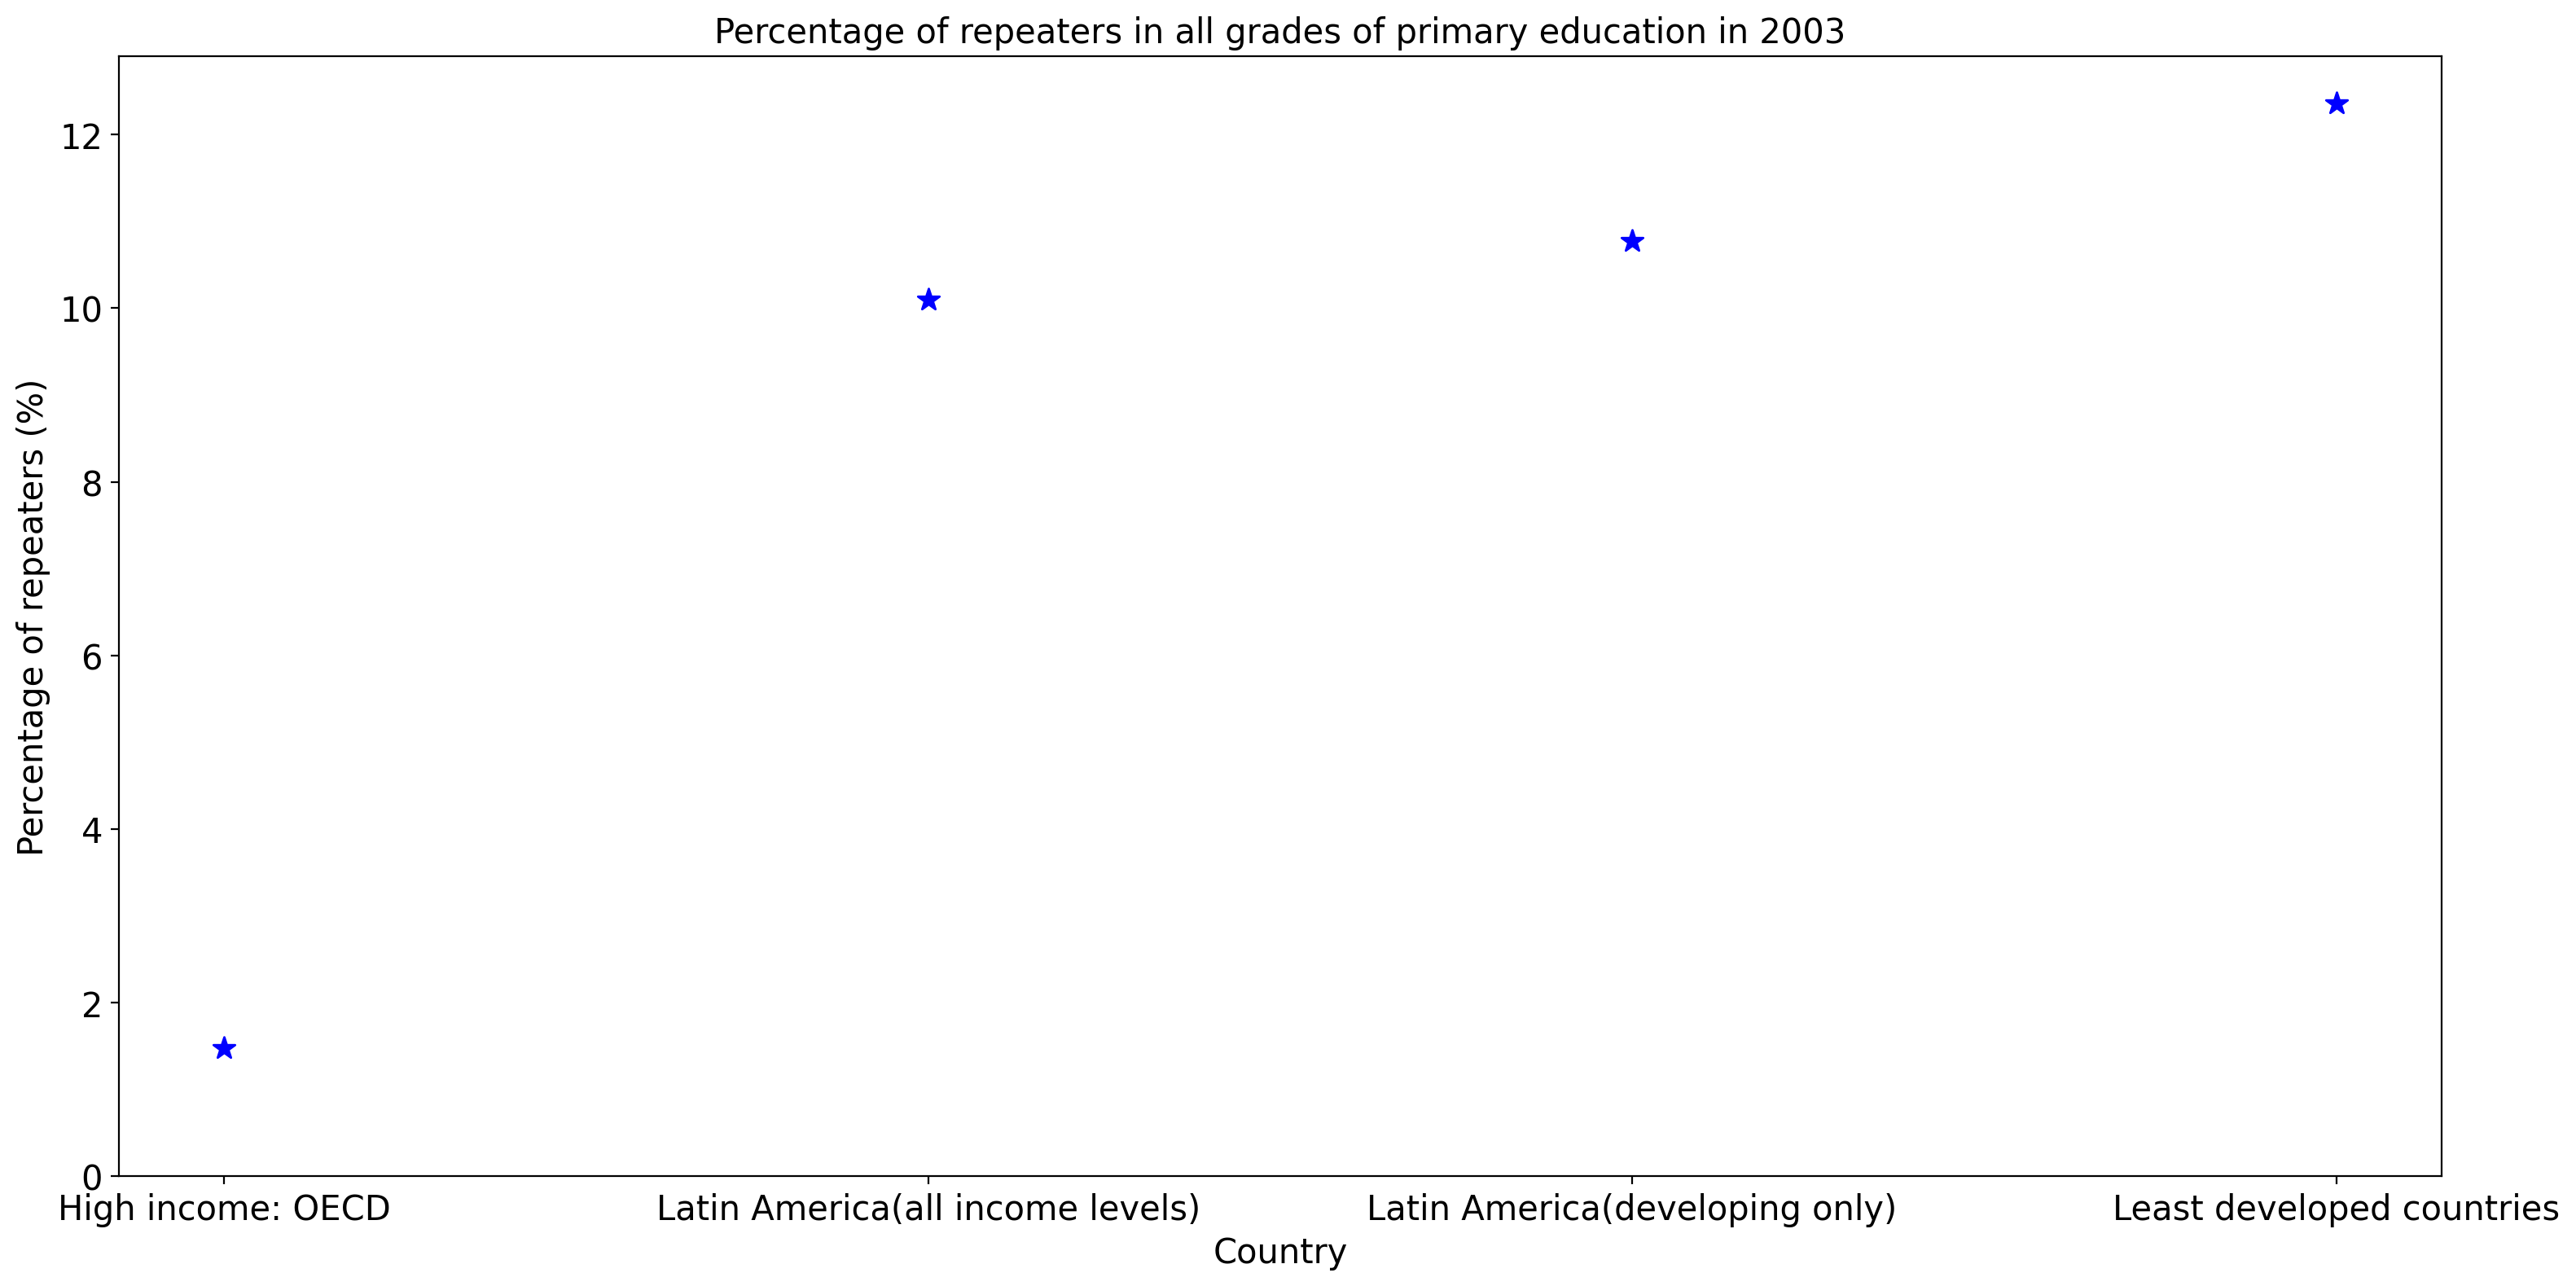 Percentage of repeaters in all grades of primary education in 2003
Percentage of repeaters (%)
12
10
8
6
4
2
0
High income: OECD
Latin America(all income levels)
Latin America(developing only)
Least developed countries
Country